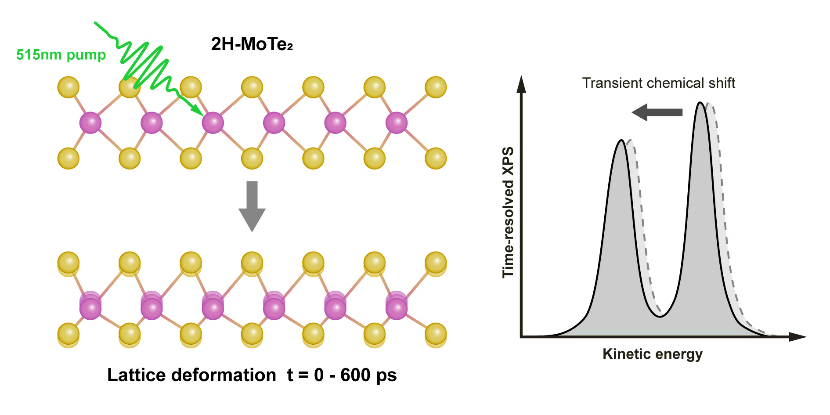 2H-MoTe₂
515nm pump
Lattice deformation t = 0 - 600 ps
Transient chemical shift
Time-resolved XPS
Kinetic energy